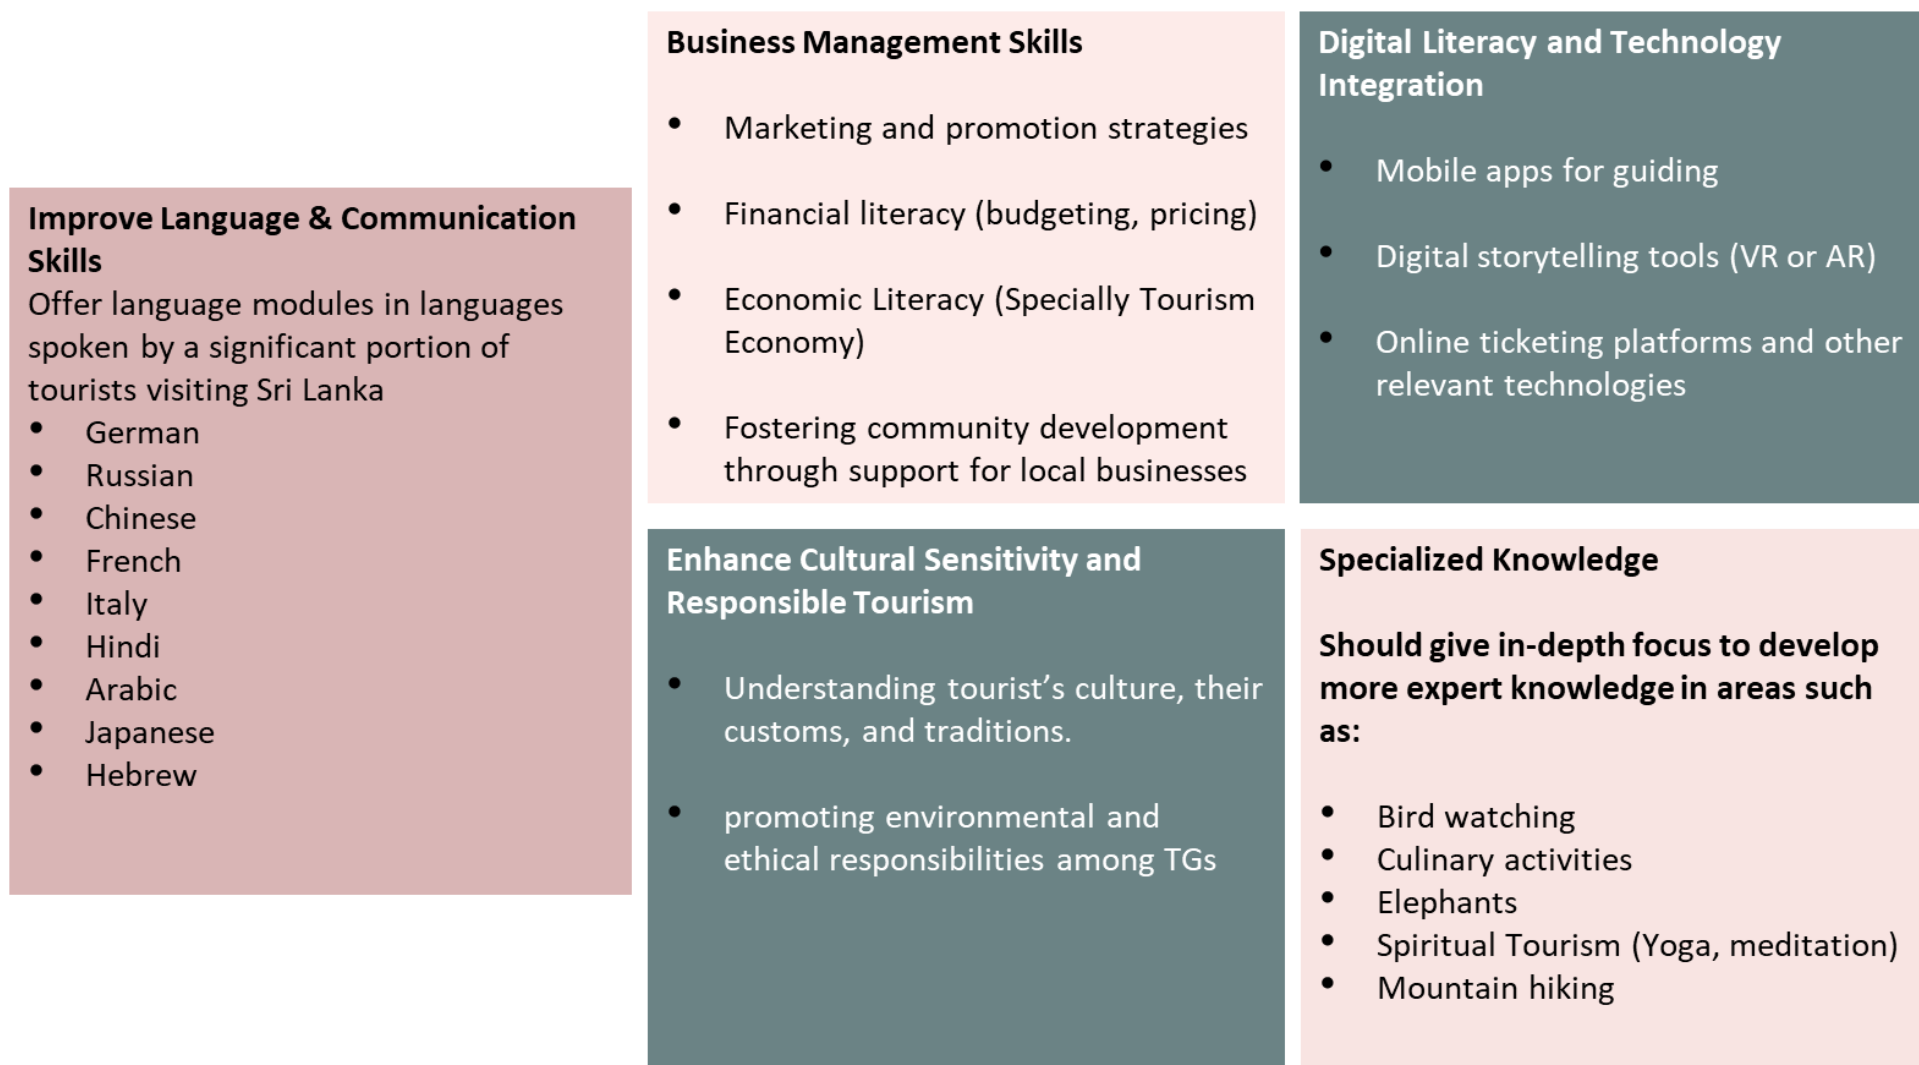 Improve Language & Communication
Skills
Offer language modules in languages
spoken by a significant portion of
tourists visiting Sri Lanka
• German
• Russian
• Chinese
• French
• Italy
• Hindi
• Arabic
• Japanese
• Hebrew
Business Management Skills
• Marketing and promotion strategies
• Financial literacy (budgeting, pricing)
• Economic Literacy (Specially Tourism
Economy)
• Fostering community development
through support for local businesses
Digital Literacy and Technology
Integration
• Mobile apps for guiding
• Digital storytelling tools (VR or AR)
• Online ticketing platforms and other
relevant technologies
Enhance Cultural Sensitivity and
Responsible Tourism
• Understanding tourist’s culture, their
customs, and traditions.
• promoting environmental and
ethical responsibilities among TGs
Specialized Knowledge
Should give in-depth focus to develop
more expert knowledge in areas such
as:
• Bird watching
• Culinary activities
• Elephants
• Spiritual Tourism (Yoga, meditation)
• Mountain hiking